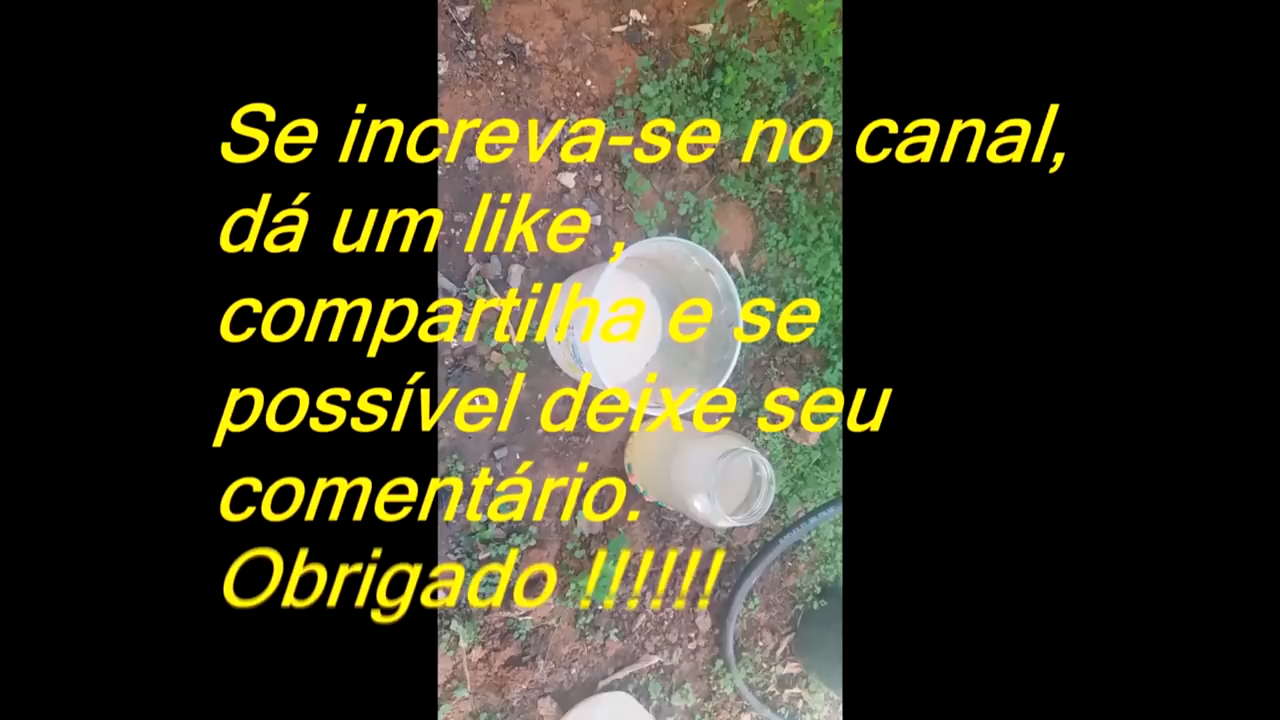 Se increva-se no canal,
dá um like ,
compartilha e se
possível deixe seu
comentário.
Obrigado !!!!!!